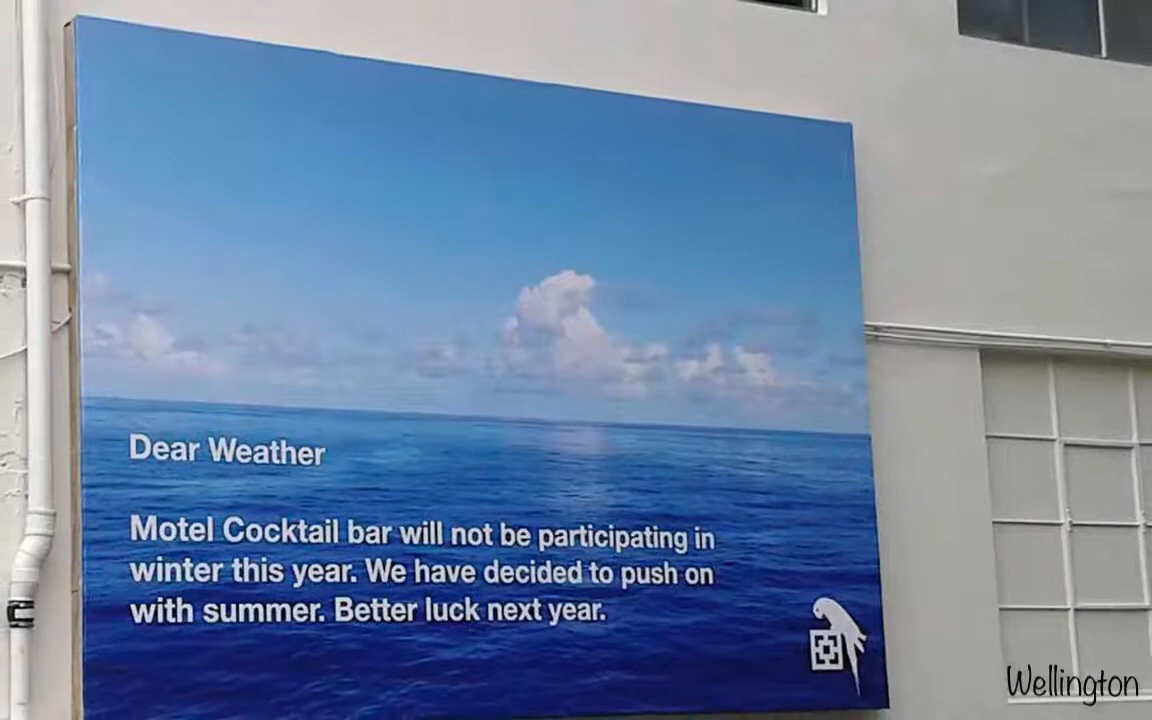 Dear Weather
Motel Cocktail bar will not be participating in
winter this year. We have decided to push on
with summer. Better luck next year.
Wellington